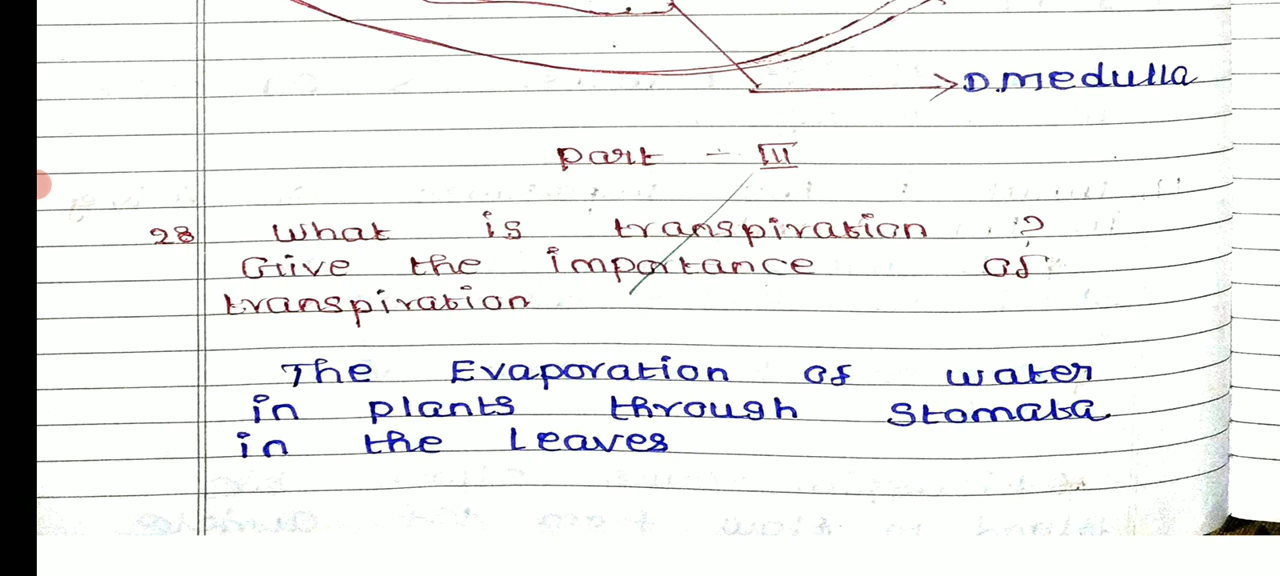 D.Medulla
Part - III
28 What is transpiration ?
Give the importance of
transpiration
The Evaporation of water
in plants through Stomata
in the Leaves